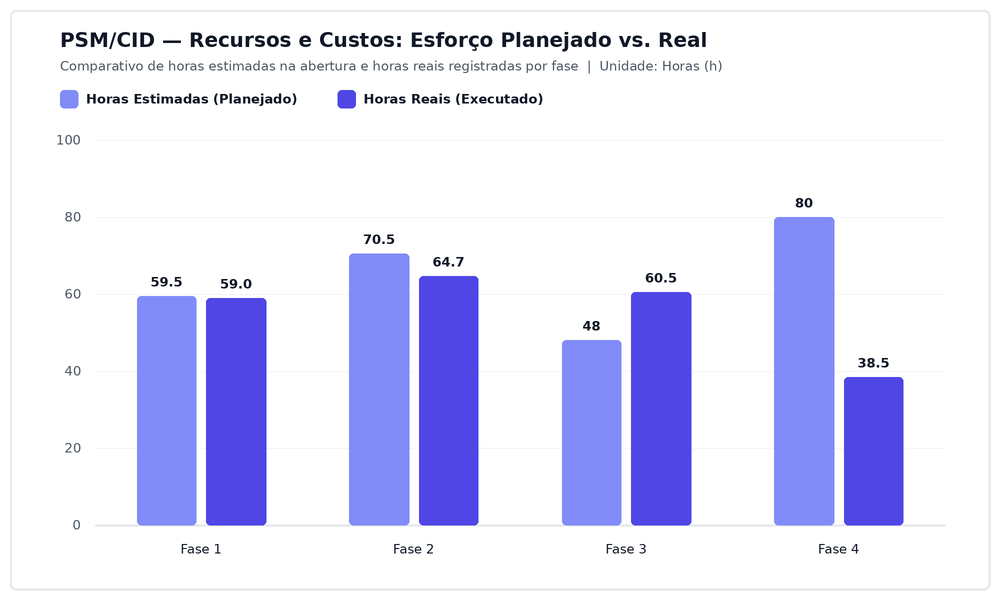 PSM/CID — Recursos e Custos: Esforço Planejado vs. Real
Comparativo de horas estimadas na abertura e horas reais registradas por fase | Unidade: Horas (h)
Horas Estimadas (Planejado)
Horas Reais (Executado)
100
80
60
40
20
0
59.5
59.0
70.5
64.7
48
60.5
80
38.5
Fase 1
Fase 2
Fase 3
Fase 4